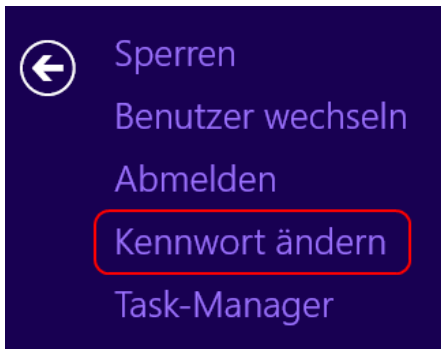 Sperren
Benutzer wechseln
Abmelden
Kennwort ändern
Task-Manager